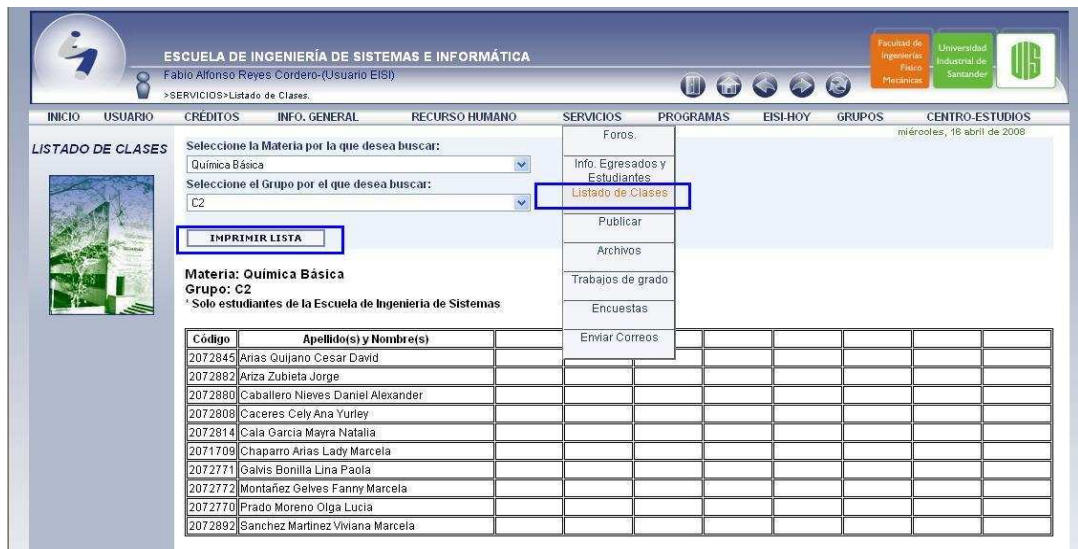 ESCUELA DE INGENIERÍA DE SISTEMAS E INFORMÁTICA
Fabio Alfonso Reyes Cordero-(Usuario EISI)
>SERVICIOS>Listado de Clases.
Facultad de
Ingenierías
Físico
Mecánicas
Universidad
Industrial de
Santander
UIS
INICIO USUARIO CRÉDITOS INFO. GENERAL RECURSO HUMANO SERVICIOS PROGRAMAS EISI-HOY GRUPOS CENTRO-ESTUDIOS
miércoles, 16 abril de 2008
LISTADO DE CLASES
Seleccione la Materia por la que desea buscar:
Química Básica
Seleccione el Grupo por el que desea buscar:
C2
IMPRIMIR LISTA
Foros.
Info. Egresados y
Estudiantes
Listado de Clases
Publicar
Archivos
Trabajos de grado
Encuestas
Enviar Correos
Materia: Química Básica
Grupo: C2
* Solo estudiantes de la Escuela de Ingenieria de Sistemas
Código Apellido(s) y Nombre(s)
2072845 Arias Quijano Cesar David
2072882 Ariza Zubieta Jorge
2072880 Caballero Nieves Daniel Alexander
2072808 Caceres Cely Ana Yurley
2072814 Cala Garcia Mayra Natalia
2071709 Chaparro Arias Lady Marcela
2072771 Galvis Bonilla Lina Paola
2072772 Montañez Gelves Fanny Marcela
2072770 Prado Moreno Olga Lucia
2072892 Sanchez Martinez Viviana Marcela